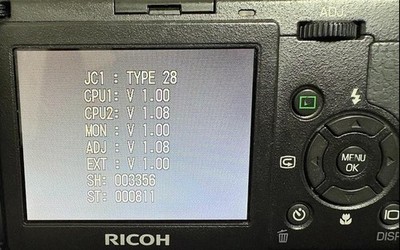 ADJ.
JC1 : TYPE 28
CPU1: V 1.00
CPU2: V 1.08
MON : V 1.00
ADJ : V 1.08
EXT : V 1.00
SH: 003356
ST: 000811
MENU
OK
DISP
RICOH